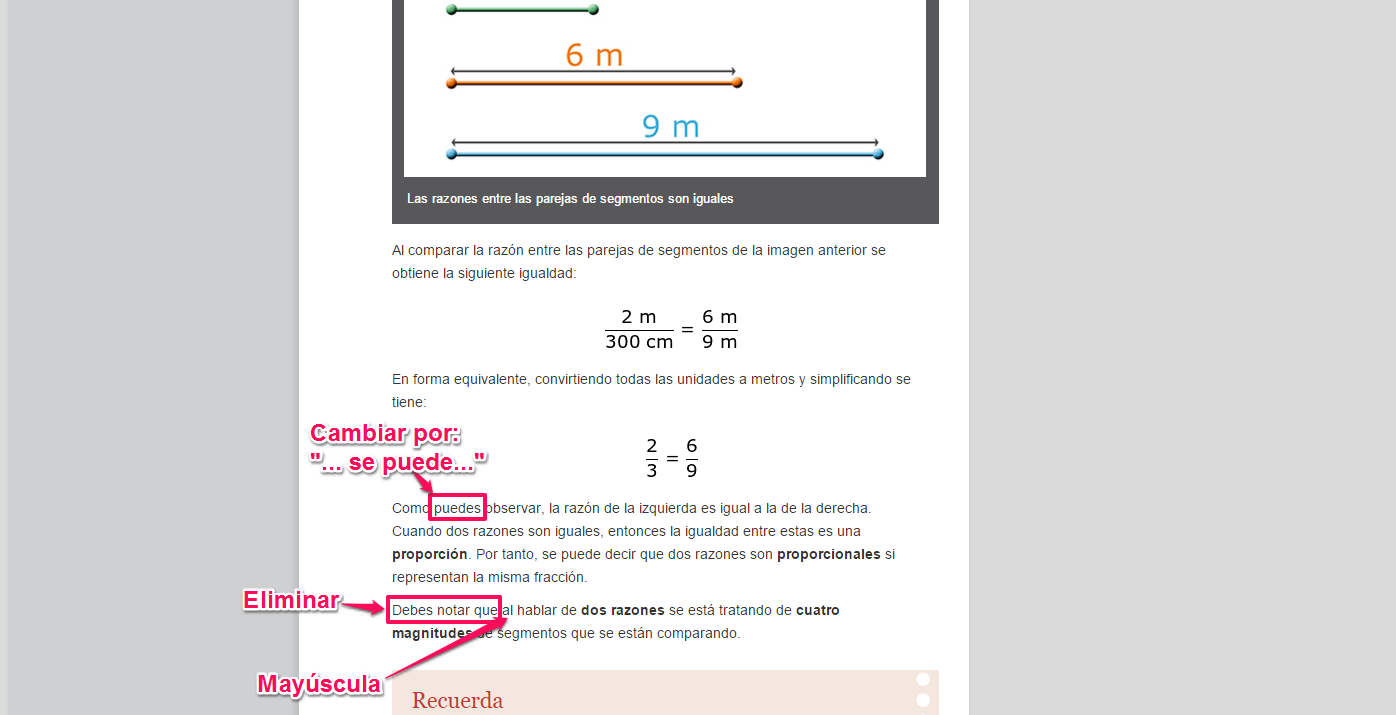 6 m
9 m
Las razones entre las parejas de segmentos son iguales
Al comparar la razón entre las parejas de segmentos de la imagen anterior se
obtiene la siguiente igualdad:
2 m / 300 cm = 6 m / 9 m
En forma equivalente, convirtiendo todas las unidades a metros y simplificando se
tiene:
Cambiar por:
"... se puede..."
2/3 = 6/9
Como puedes observar, la razón de la izquierda es igual a la de la derecha.
Cuando dos razones son iguales, entonces la igualdad entre estas es una
proporción. Por tanto, se puede decir que dos razones son proporcionales si
representan la misma fracción.
Eliminar
Debes notar que al hablar de dos razones se está tratando de cuatro
magnitudes de segmentos que se están comparando.
Mayúscula
Recuerda